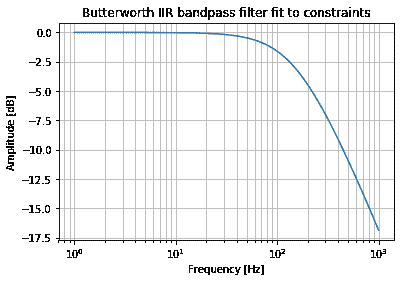 Butterworth IIR bandpass filter fit to constraints
0.0
−2.5
−5.0
−7.5
−10.0
−12.5
−15.0
−17.5
Amplitude [dB]
10⁰ 10¹ 10² 10³
Frequency [Hz]